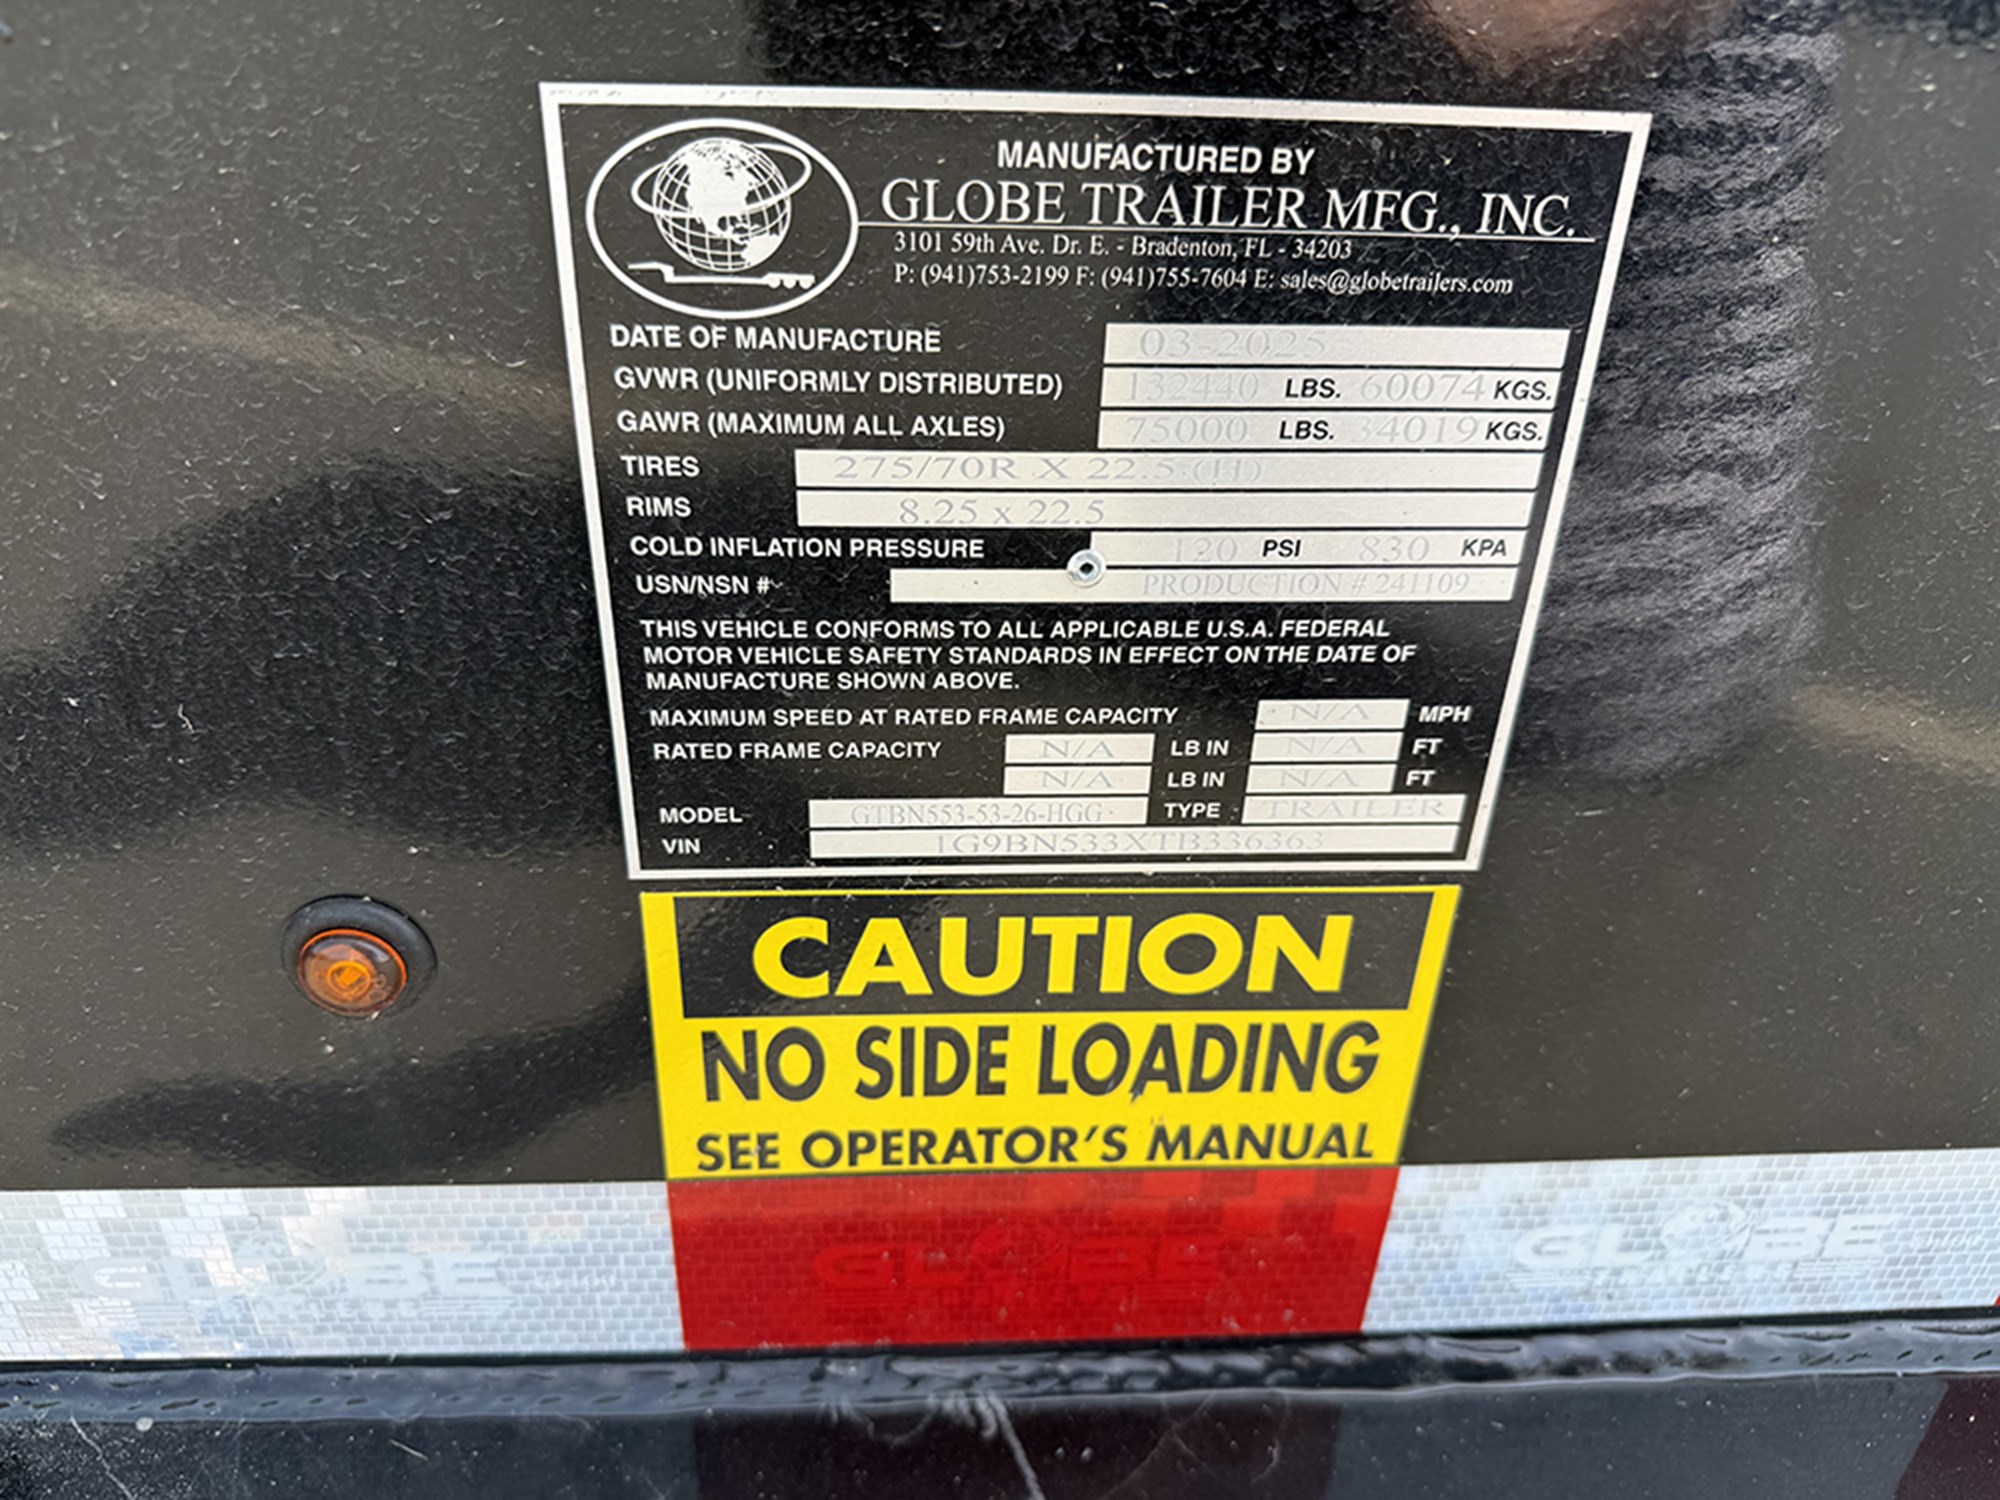 MANUFACTURED BY
GLOBE TRAILER MFG., INC.
3101 59th Ave. Dr. E. - Bradenton, FL - 34203
P: (941)753-2199 F: (941)755-7604 E: sales@globetrailers.com
DATE OF MANUFACTURE 03-2025
GVWR (UNIFORMLY DISTRIBUTED) 132440 LBS. 60074 KGS.
GAWR (MAXIMUM ALL AXLES) 75000 LBS. 34019 KGS.
TIRES 275/70R X 22.5 (H)
RIMS 8.25 x 22.5
COLD INFLATION PRESSURE 120 PSI 830 KPA
USN/NSN # PRODUCTION # 241109
THIS VEHICLE CONFORMS TO ALL APPLICABLE U.S.A. FEDERAL
MOTOR VEHICLE SAFETY STANDARDS IN EFFECT ON THE DATE OF
MANUFACTURE SHOWN ABOVE.
MAXIMUM SPEED AT RATED FRAME CAPACITY N/A MPH
RATED FRAME CAPACITY N/A LB IN N/A FT
N/A LB IN N/A FT
MODEL GTBN553-53-26-HGG TYPE TRAILER
VIN 1G9BN533XTB336363
CAUTION
NO SIDE LOADING
SEE OPERATOR'S MANUAL
GLOBE GLOBE GLOBE
TRAILERS TRAILERS